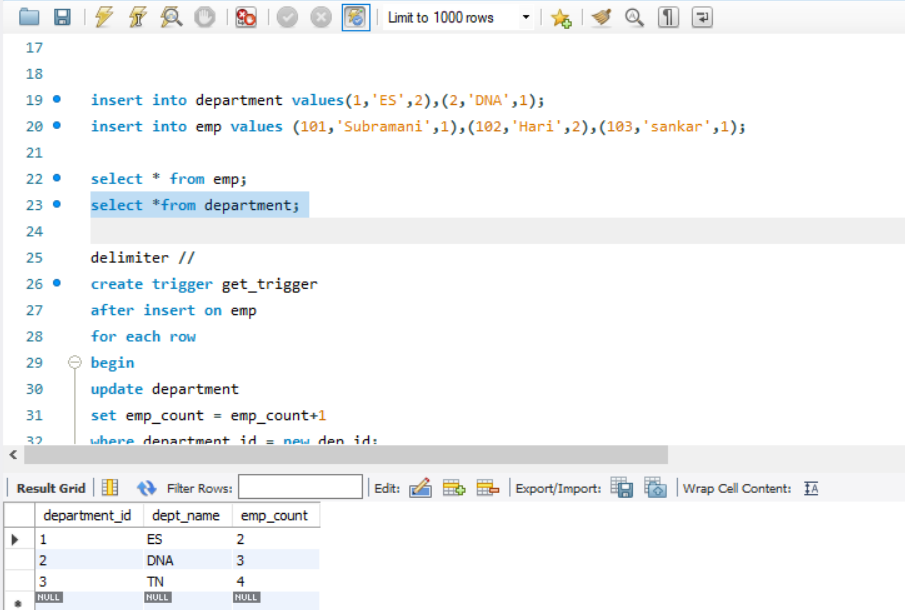 Limit to 1000 rows
17
18
19 insert into department values(1,'ES',2),(2,'DNA',1);
20 insert into emp values (101,'Subramani',1),(102,'Hari',2),(103,'sankar',1);
21
22 select * from emp;
23 select *from department;
24
25 delimiter //
26 create trigger get_trigger
27 after insert on emp
28 for each row
29 begin
30 update department
31 set emp_count = emp_count+1
32 where department_id = new dep_id;
Result Grid Filter Rows: Edit: Export/Import: Wrap Cell Content: IA
department_id dept_name emp_count
1 ES 2
2 DNA 3
3 TN 4
NULL NULL NULL